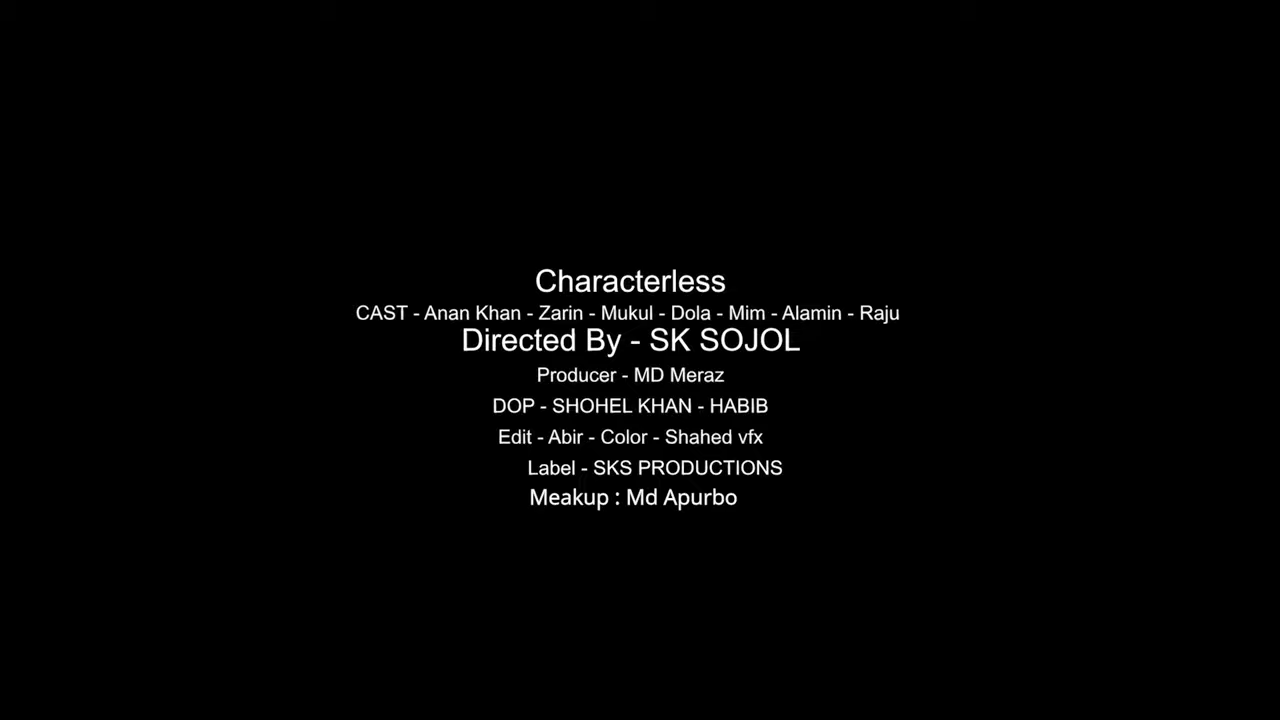 Characterless
CAST - Anan Khan - Zarin - Mukul - Dola - Mim - Alamin - Raju
Directed By - SK SOJOL
Producer - MD Meraz
DOP - SHOHEL KHAN - HABIB
Edit - Abir - Color - Shahed vfx
Label - SKS PRODUCTIONS
Meakup : Md Apurbo